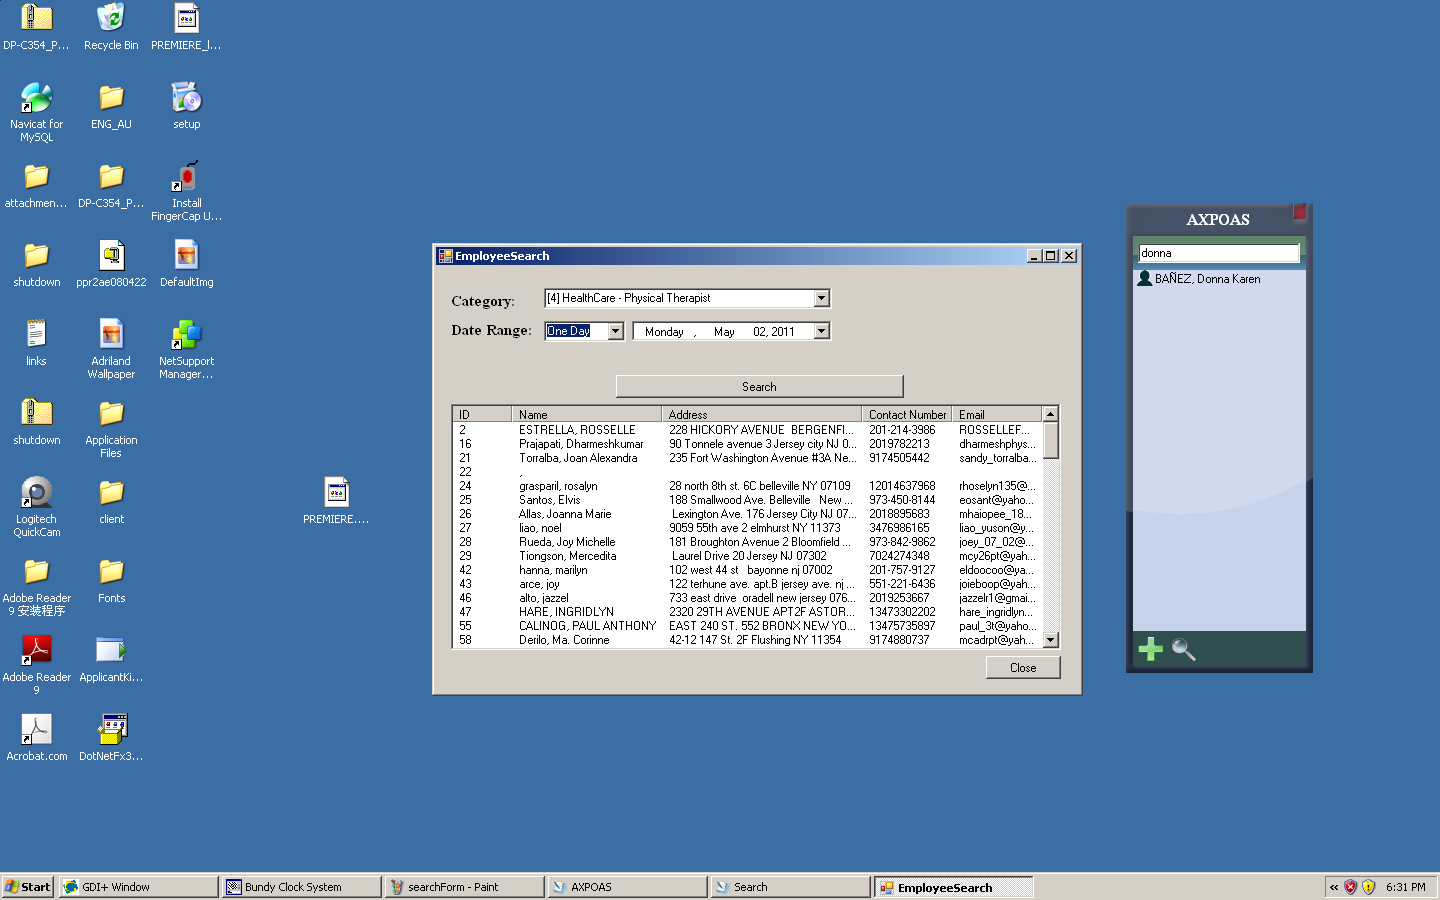 DP-C354_P...
Recycle Bin
PREMIERE_l...
Navicat for
MySQL
ENG_AU
setup
attachmen...
DP-C354_P...
Install
FingerCap U...
shutdown
ppr2ae080422
DefaultImg
links
Adriland
Wallpaper
NetSupport
Manager...
shutdown
Application
Files
Logitech
QuickCam
client
PREMIERE....
Adobe Reader
9 安装程序
Fonts
Adobe Reader
9
ApplicantKi...
Acrobat.com
DotNetFx3...
EmployeeSearch
Category:
[4] HealthCare - Physical Therapist
Date Range:
One Day
Monday , May 02, 2011
Search
ID Name Address Contact Number Email
2 ESTRELLA, ROSSELLE 228 HICKORY AVENUE BERGENFI... 201-214-3986 ROSSELLEF...
16 Prajapati, Dharmeshkumar 90 Tonnele avenue 3 Jersey city NJ 0... 2019782213 dharmeshphys...
21 Torralba, Joan Alexandra 235 Fort Washington Avenue #3A Ne... 9174505442 sandy_torralba...
22 ,
24 grasparil, rosalyn 28 north 8th st. 6C belleville NY 07109 12014637968 rhoselyn135@...
25 Santos, Elvis 188 Smallwood Ave. Belleville New ... 973-450-8144 eosant@yaho...
26 Allas, Joanna Marie Lexington Ave. 176 Jersey City NJ 07... 2018895683 mhaiopee_18...
27 liao, noel 9059 55th ave 2 elmhurst NY 11373 3476986165 liao_yuson@y...
28 Rueda, Joy Michelle 181 Broughton Avenue 2 Bloomfield ... 973-842-9862 joey_07_02@...
29 Tiongson, Mercedita Laurel Drive 20 Jersey NJ 07302 7024274348 mcy26pt@yah...
42 hanna, marilyn 102 west 44 st bayonne nj 07002 201-757-9127 eldoocoo@ya...
43 arce, joy 122 terhune ave. apt.B jersey ave. nj ... 551-221-6436 joieboop@yah...
46 alto, jazzel 733 east drive oradell new jersey 076... 2019253667 jazzelr1@gmai...
47 HARE, INGRIDLYN 2320 29TH AVENUE APT2F ASTOR... 13473302202 hare_ingridlyn...
55 CALINOG, PAUL ANTHONY EAST 240 ST. 552 BRONX NEW YO... 13475735897 paul_3t@yaho...
58 Derilo, Ma. Corinne 42-12 147 St. 2F Flushing NY 11354 9174880737 mcadrpt@yah...
Close
AXPOAS
donna
BAÑEZ, Donna Karen
Start
GDI+ Window
Bundy Clock System
searchForm - Paint
AXPOAS
Search
EmployeeSearch
6:31 PM